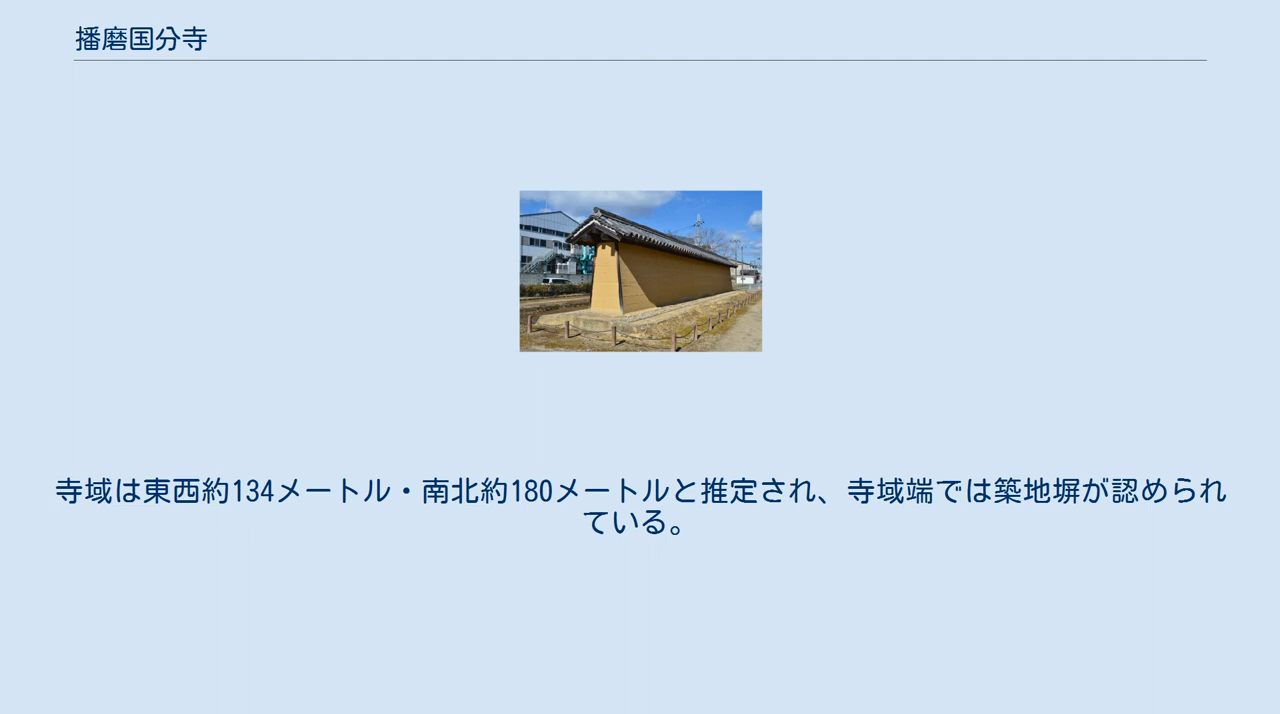 播磨国分寺
寺域は東西約134メートル・南北約180メートルと推定され、寺域端では築地塀が認められ
ている。